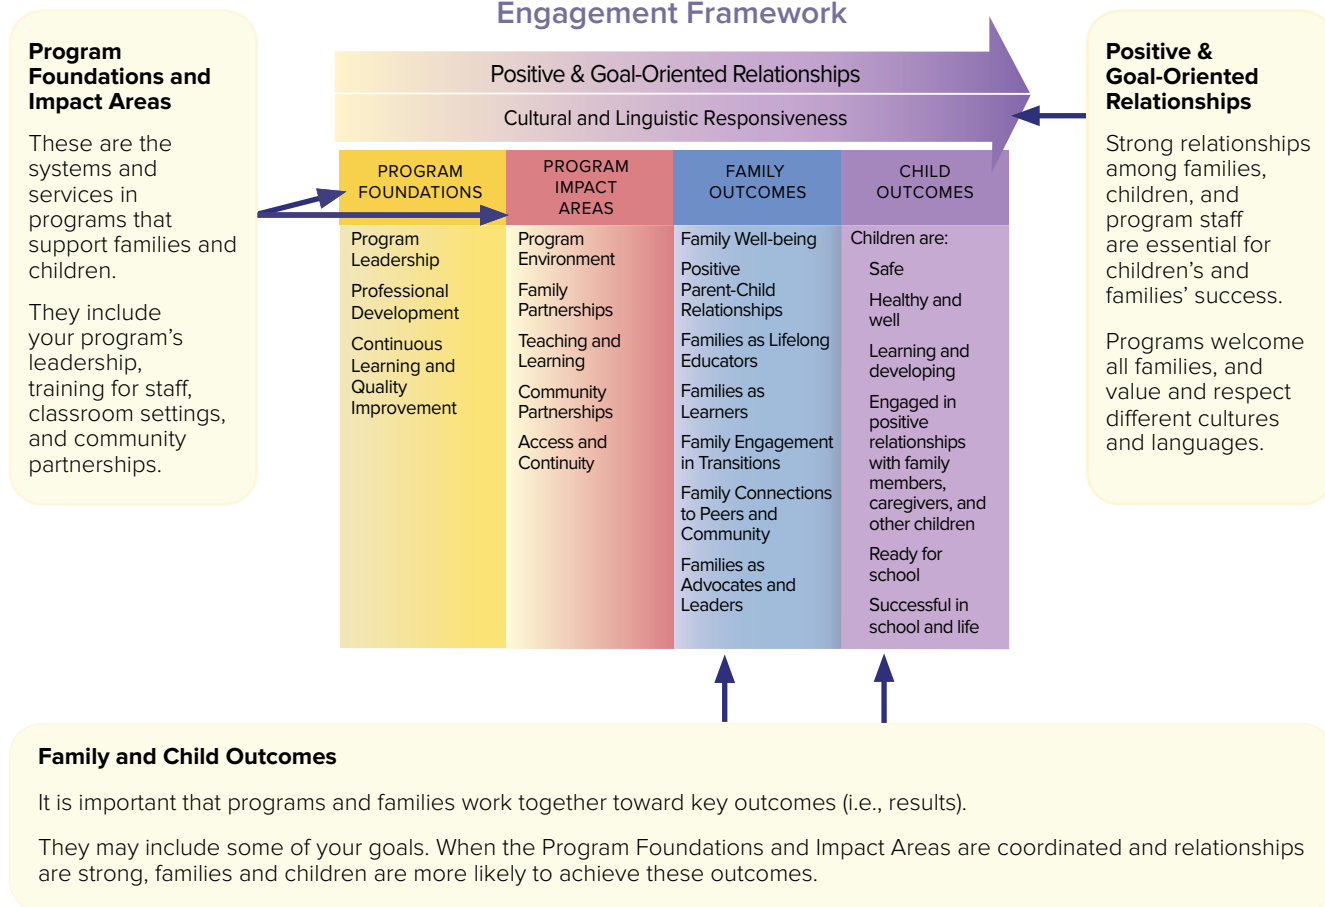 Engagement Framework
Program
Foundations and
Impact Areas
These are the
systems and
services in
programs that
support families and
children.
They include
your program’s
leadership,
training for staff,
classroom settings,
and community
partnerships.
Positive & Goal-Oriented Relationships
Cultural and Linguistic Responsiveness
PROGRAM
FOUNDATIONS
Program
Leadership
Professional
Development
Continuous
Learning and
Quality
Improvement
PROGRAM
IMPACT
AREAS
Program
Environment
Family
Partnerships
Teaching and
Learning
Community
Partnerships
Access and
Continuity
FAMILY
OUTCOMES
Family Well-being
Positive
Parent-Child
Relationships
Families as Lifelong
Educators
Families as
Learners
Family Engagement
in Transitions
Family Connections
to Peers and
Community
Families as
Advocates and
Leaders
CHILD
OUTCOMES
Children are:
Safe
Healthy and
well
Learning and
developing
Engaged in
positive
relationships
with family
members,
caregivers, and
other children
Ready for
school
Successful in
school and life
Positive &
Goal-Oriented
Relationships
Strong relationships
among families,
children, and
program staff
are essential for
children’s and
families’ success.
Programs welcome
all families, and
value and respect
different cultures
and languages.
Family and Child Outcomes
It is important that programs and families work together toward key outcomes (i.e., results).
They may include some of your goals. When the Program Foundations and Impact Areas are coordinated and relationships
are strong, families and children are more likely to achieve these outcomes.